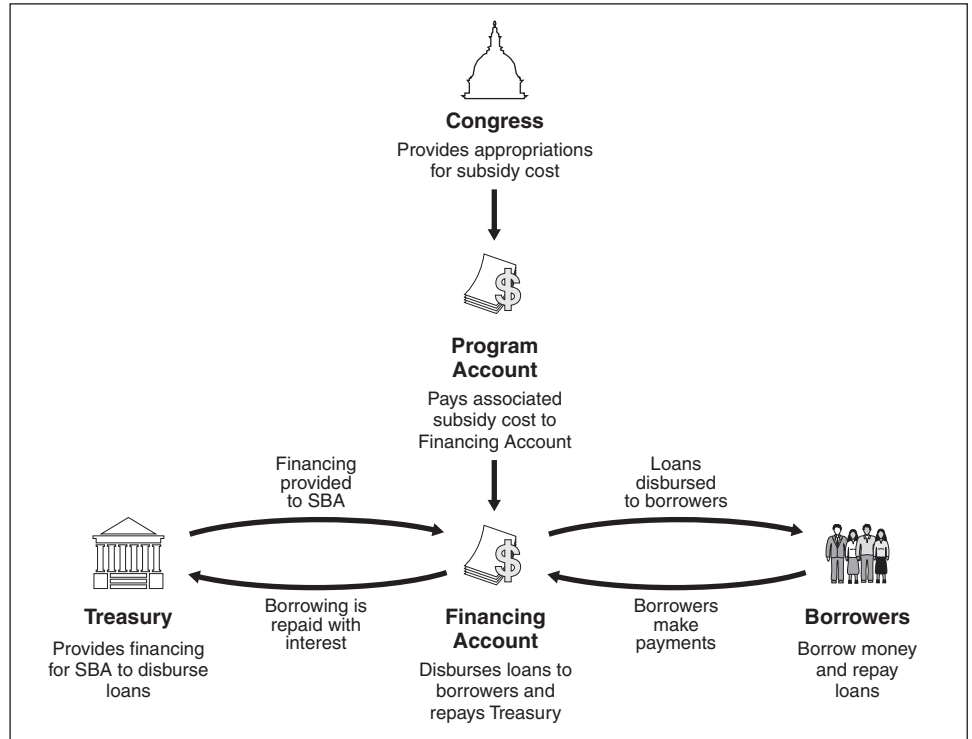 Congress
Provides appropriations
for subsidy cost
$
Program
Account
Pays associated
subsidy cost to
Financing Account
Financing
provided
to SBA
Loans
disbursed
to borrowers
$
Treasury
Provides financing
for SBA to disburse
loans
Borrowing is
repaid with
interest
Financing
Account
Disburses loans to
borrowers and
repays Treasury
Borrowers
make
payments
Borrowers
Borrow money
and repay
loans